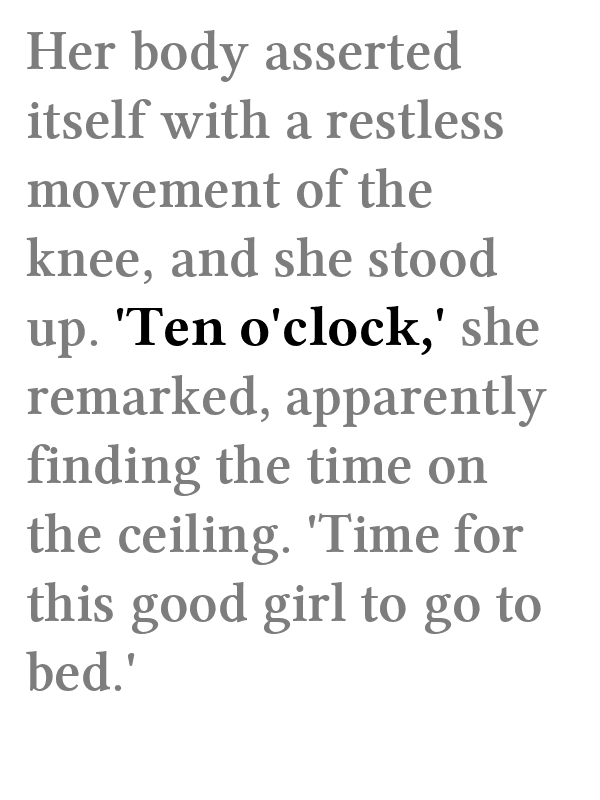 Her body asserted
itself with a restless
movement of the
knee, and she stood
up. 'Ten o'clock,' she
remarked, apparently
finding the time on
the ceiling. 'Time for
this good girl to go to
bed.'